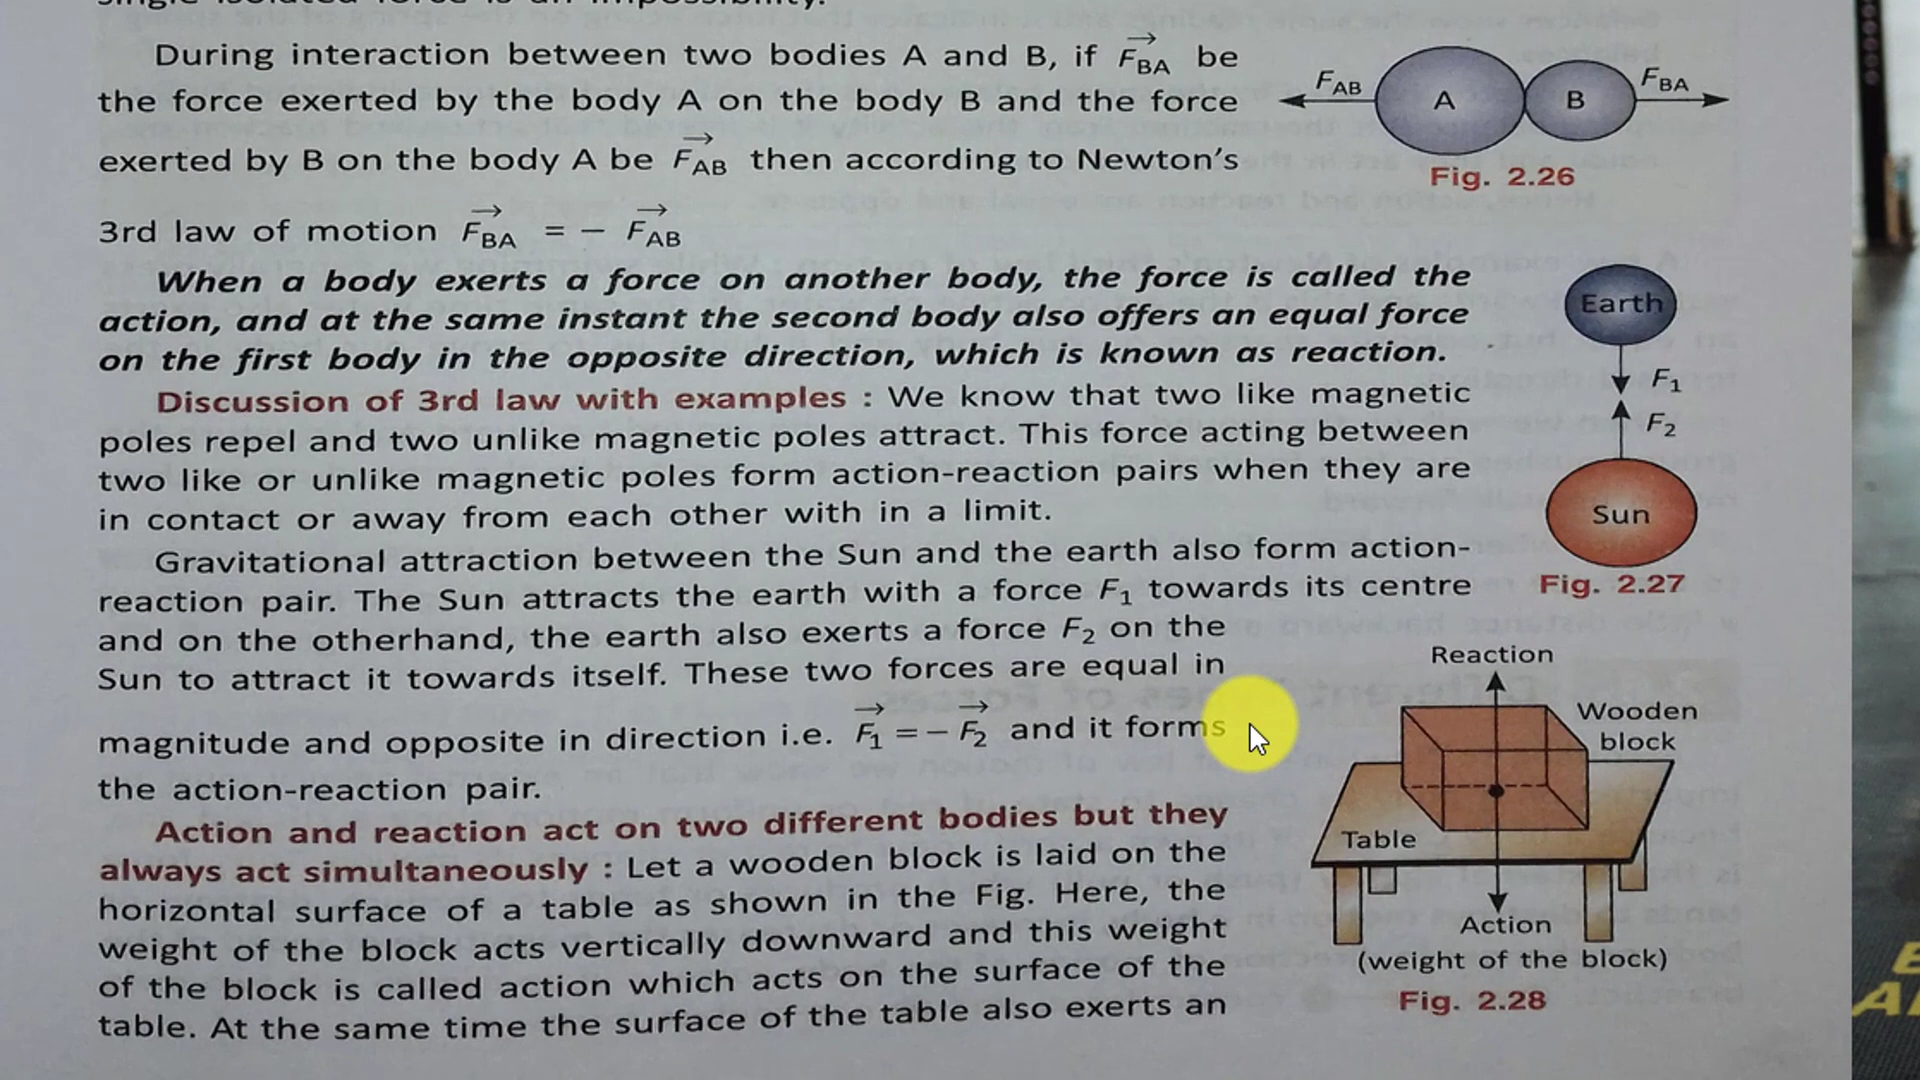 During interaction between two bodies A and B, if F⃗BA be
the force exerted by the body A on the body B and the force
exerted by B on the body A be F⃗AB then according to Newton's
3rd law of motion F⃗BA = – F⃗AB
When a body exerts a force on another body, the force is called the
action, and at the same instant the second body also offers an equal force
on the first body in the opposite direction, which is known as reaction.
Discussion of 3rd law with examples : We know that two like magnetic
poles repel and two unlike magnetic poles attract. This force acting between
two like or unlike magnetic poles form action-reaction pairs when they are
in contact or away from each other with in a limit.
Gravitational attraction between the Sun and the earth also form action-
reaction pair. The Sun attracts the earth with a force F1 towards its centre
and on the otherhand, the earth also exerts a force F2 on the
Sun to attract it towards itself. These two forces are equal in
magnitude and opposite in direction i.e. F⃗1 = – F⃗2 and it forms
the action-reaction pair.
Action and reaction act on two different bodies but they
always act simultaneously : Let a wooden block is laid on the
horizontal surface of a table as shown in the Fig. Here, the
weight of the block acts vertically downward and this weight
of the block is called action which acts on the surface of the
table. At the same time the surface of the table also exerts an
FAB A B FBA
Fig. 2.26
Earth
F1
F2
Sun
Fig. 2.27
Reaction
Wooden
block
Table
Action
(weight of the block)
Fig. 2.28